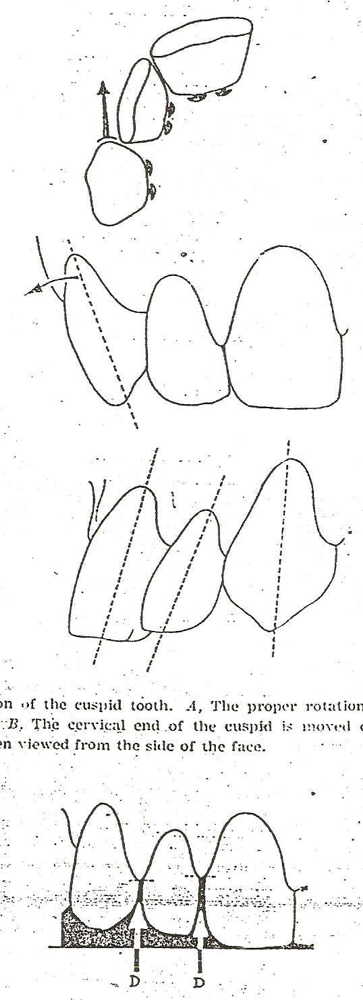 on of the cuspid tooth. A, The proper rotation
B, The cervical end of the cuspid is moved
en viewed from the side of the face.
D D